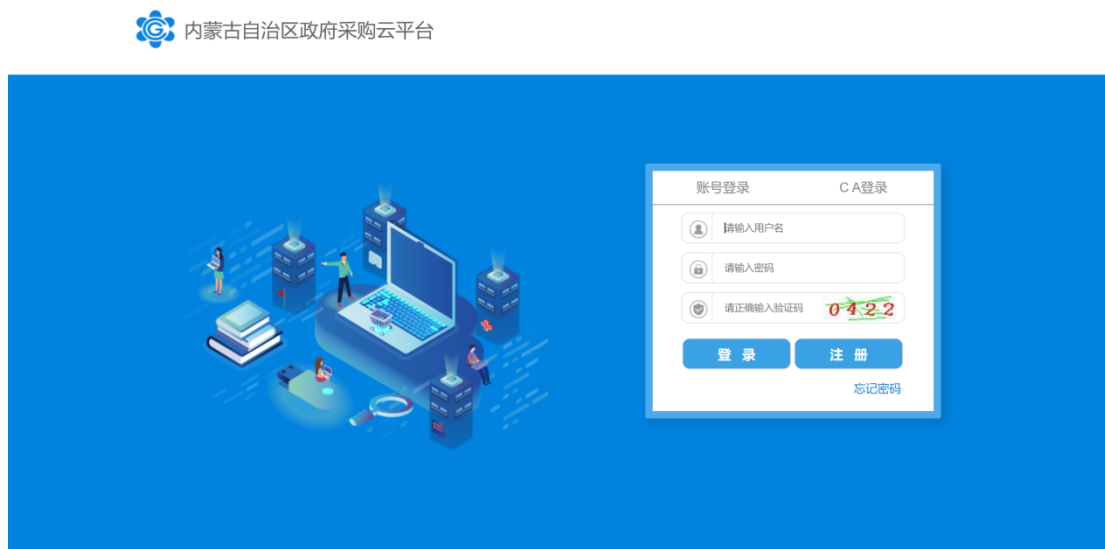 内蒙古自治区政府采购云平台
账号登录 CA登录
请输入用户名
请输入密码
请正确输入验证码 0422
登 录 注 册
忘记密码